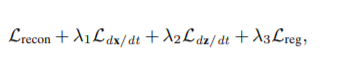 ℒrecon + λ1ℒd𝐱/dt + λ2ℒd𝐳/dt + λ3ℒreg,